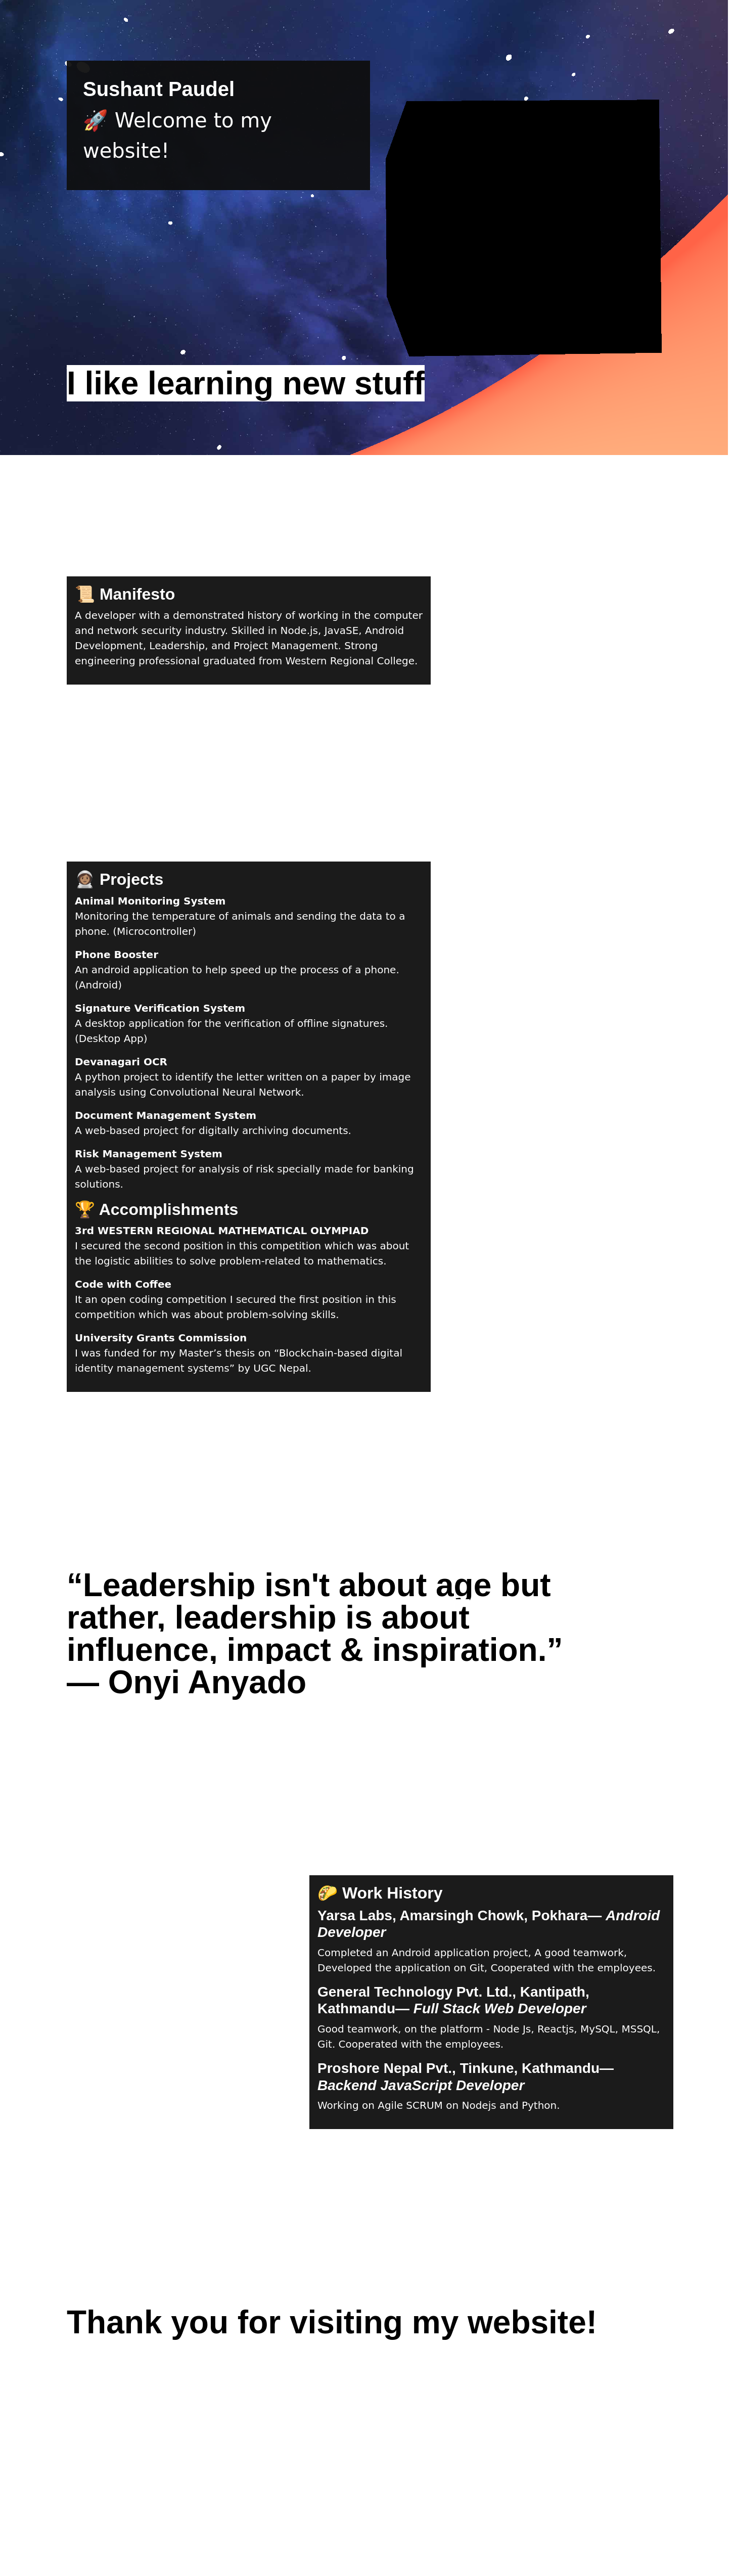 Sushant Paudel
🚀 Welcome to my
website!
I like learning new stuff
📜 Manifesto
A developer with a demonstrated history of working in the computer
and network security industry. Skilled in Node.js, JavaSE, Android
Development, Leadership, and Project Management. Strong
engineering professional graduated from Western Regional College.
👩🏽‍🚀 Projects
Animal Monitoring System
Monitoring the temperature of animals and sending the data to a
phone. (Microcontroller)
Phone Booster
An android application to help speed up the process of a phone.
(Android)
Signature Verification System
A desktop application for the verification of offline signatures.
(Desktop App)
Devanagari OCR
A python project to identify the letter written on a paper by image
analysis using Convolutional Neural Network.
Document Management System
A web-based project for digitally archiving documents.
Risk Management System
A web-based project for analysis of risk specially made for banking
solutions.
🏆 Accomplishments
3rd WESTERN REGIONAL MATHEMATICAL OLYMPIAD
I secured the second position in this competition which was about
the logistic abilities to solve problem-related to mathematics.
Code with Coffee
It an open coding competition I secured the first position in this
competition which was about problem-solving skills.
University Grants Commission
I was funded for my Master’s thesis on “Blockchain-based digital
identity management systems” by UGC Nepal.
“Leadership isn't about age but
rather, leadership is about
influence, impact & inspiration.”
— Onyi Anyado
🌮 Work History
Yarsa Labs, Amarsingh Chowk, Pokhara— Android
Developer
Completed an Android application project, A good teamwork,
Developed the application on Git, Cooperated with the employees.
General Technology Pvt. Ltd., Kantipath,
Kathmandu— Full Stack Web Developer
Good teamwork, on the platform - Node Js, Reactjs, MySQL, MSSQL,
Git. Cooperated with the employees.
Proshore Nepal Pvt., Tinkune, Kathmandu—
Backend JavaScript Developer
Working on Agile SCRUM on Nodejs and Python.
Thank you for visiting my website!